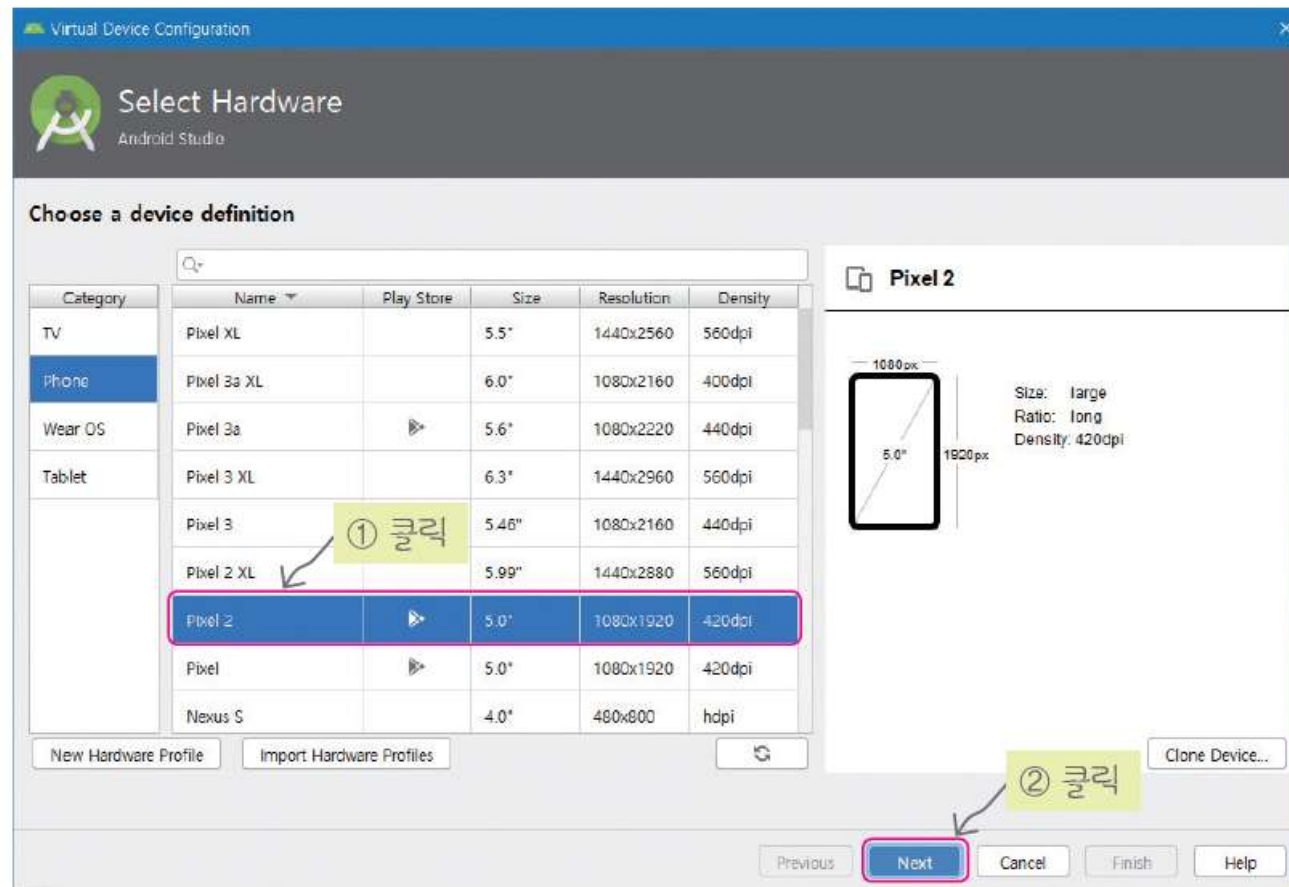 Virtual Device Configuration
Select Hardware
Android Studio
Choose a device definition
Category Name Play Store Size Resolution Density
TV
Phone
Wear OS
Tablet
Pixel XL 5.5" 1440x2560 560dpi
Pixel 3a XL 6.0" 1080x2160 400dpi
Pixel 3a 5.6" 1080x2220 440dpi
Pixel 3 XL 6.3" 1440x2960 560dpi
Pixel 3 5.46" 1080x2160 440dpi
① 클릭
Pixel 2 XL 5.99" 1440x2880 560dpi
Pixel 2 5.0" 1080x1920 420dpi
Pixel 5.0" 1080x1920 420dpi
Nexus S 4.0" 480x800 hdpi
New Hardware Profile Import Hardware Profiles
Pixel 2
1080px
5.0" 1920px
Size: large
Ratio: long
Density: 420dpi
Clone Device...
② 클릭
Previous Next Cancel Finish Help